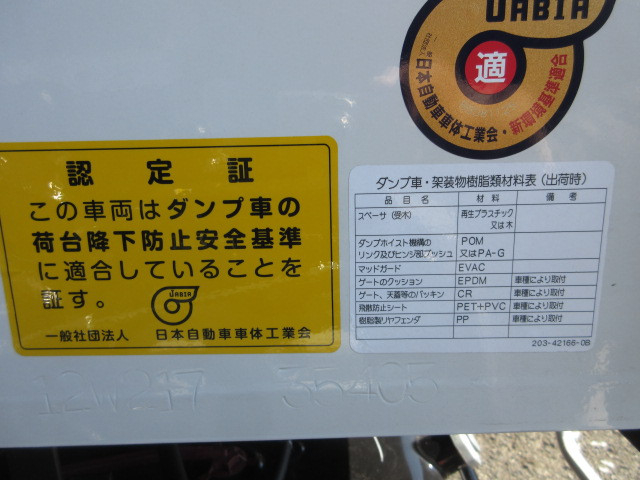 JABIA
適
一般社団法人
日本自動車車体工業会・
認定証
この車両はダンプ車の
荷台降下防止安全基準
に適合していることを
証す。
JABIA
一般社団法人 日本自動車車体工業会
ダンプ車・架装物樹脂類材料表(出荷時)
品目 材料 備考
スペーサ(受木) 再生プラスチック
又は木
ダンプホイスト機構の POM
リンク及びヒンジ部ブッシュ 又はPA-G
マッドガード EVAC
ゲートのクッション EPDM 車種により取付
ゲート、天蓋等のパッキン CR 車種により取付
飛散防止シート PET+PVC 車種により取付
樹脂製リヤフェンダ PP 車種により取付
203-42166-0B
12W217 35405